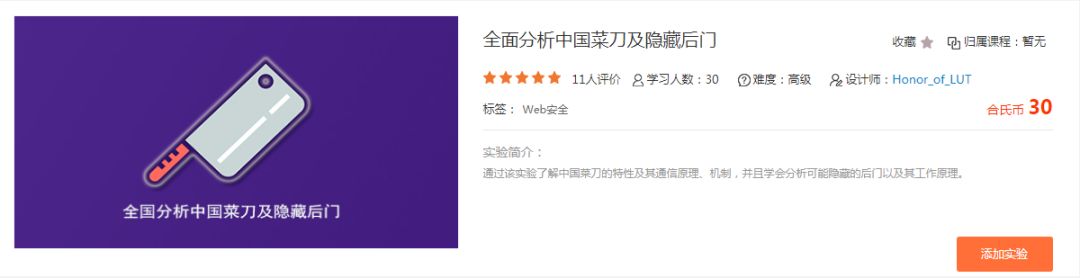 全国分析中国菜刀及隐藏后门
全面分析中国菜刀及隐藏后门
收藏 归属课程：暂无
11人评价 学习人数：30 难度：高级 设计师：Honor_of_LUT
标签： Web安全
合氏币 30
实验简介：
通过该实验了解中国菜刀的特性及其通信原理、机制，并且学会分析可能隐藏的后门以及其工作原理。
添加实验